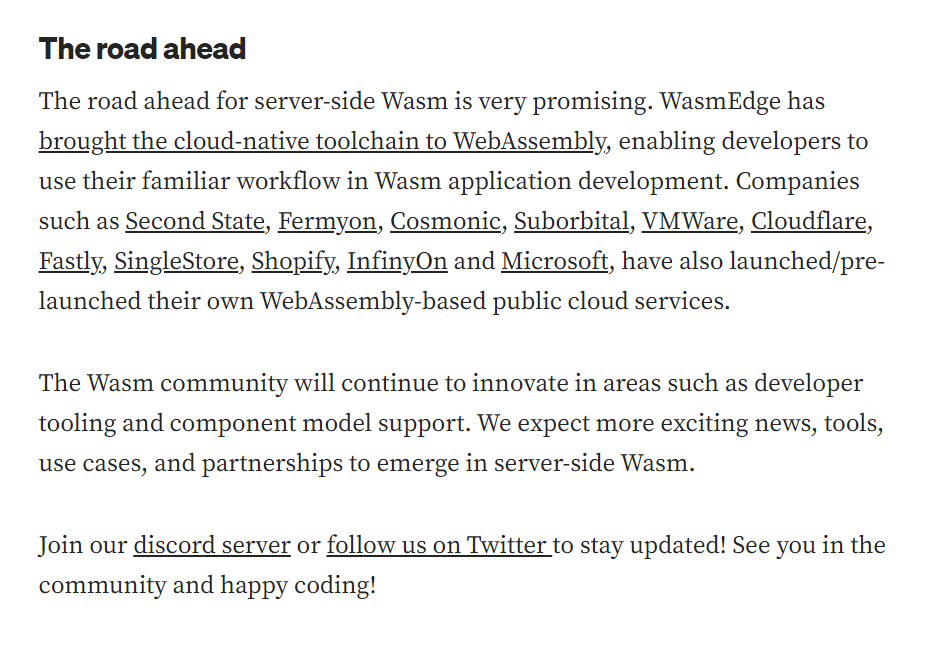 The road ahead
The road ahead for server-side Wasm is very promising. WasmEdge has
brought the cloud-native toolchain to WebAssembly, enabling developers to
use their familiar workflow in Wasm application development. Companies
such as Second State, Fermyon, Cosmonic, Suborbital, VMWare, Cloudflare,
Fastly, SingleStore, Shopify, InfinyOn and Microsoft, have also launched/pre-
launched their own WebAssembly-based public cloud services.
The Wasm community will continue to innovate in areas such as developer
tooling and component model support. We expect more exciting news, tools,
use cases, and partnerships to emerge in server-side Wasm.
Join our discord server or follow us on Twitter to stay updated! See you in the
community and happy coding!